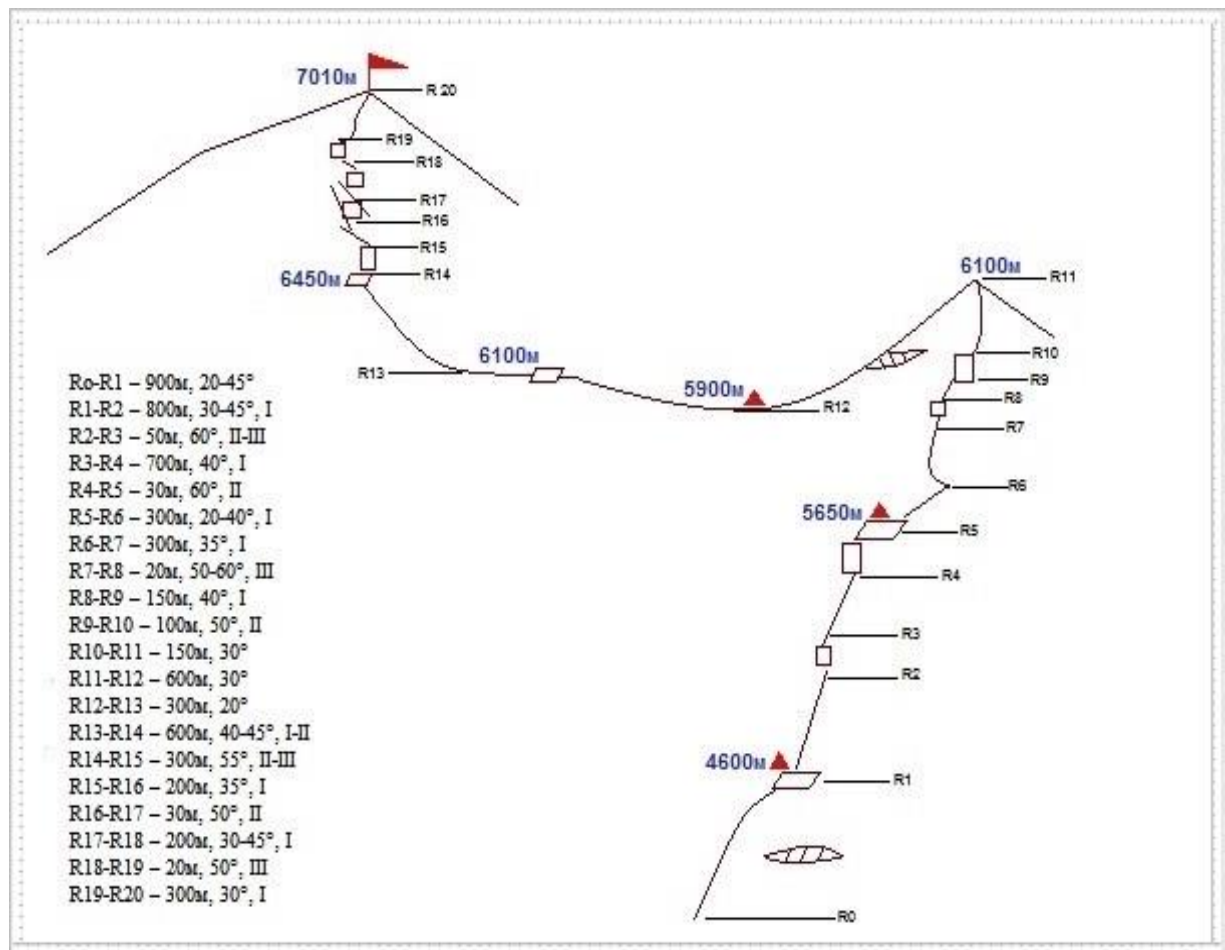 7010м
R 20
R19
R18
R17
R16
R15
6450м
R14
6100м
R11
6100м
R13
R10
R9
5900м
R12
R8
R7
R6
5650м
R5
R4
R3
R2
4600м
R1
R0
Ro-R1 – 900м, 20-45°
R1-R2 – 800м, 30-45°, I
R2-R3 – 50м, 60°, II-III
R3-R4 – 700м, 40°, I
R4-R5 – 30м, 60°, II
R5-R6 – 300м, 20-40°, I
R6-R7 – 300м, 35°, I
R7-R8 – 20м, 50-60°, III
R8-R9 – 150м, 40°, I
R9-R10 – 100м, 50°, II
R10-R11 – 150м, 30°
R11-R12 – 600м, 30°
R12-R13 – 300м, 20°
R13-R14 – 600м, 40-45°, I-II
R14-R15 – 300м, 55°, II-III
R15-R16 – 200м, 35°, I
R16-R17 – 30м, 50°, II
R17-R18 – 200м, 30-45°, I
R18-R19 – 20м, 50°, III
R19-R20 – 300м, 30°, I